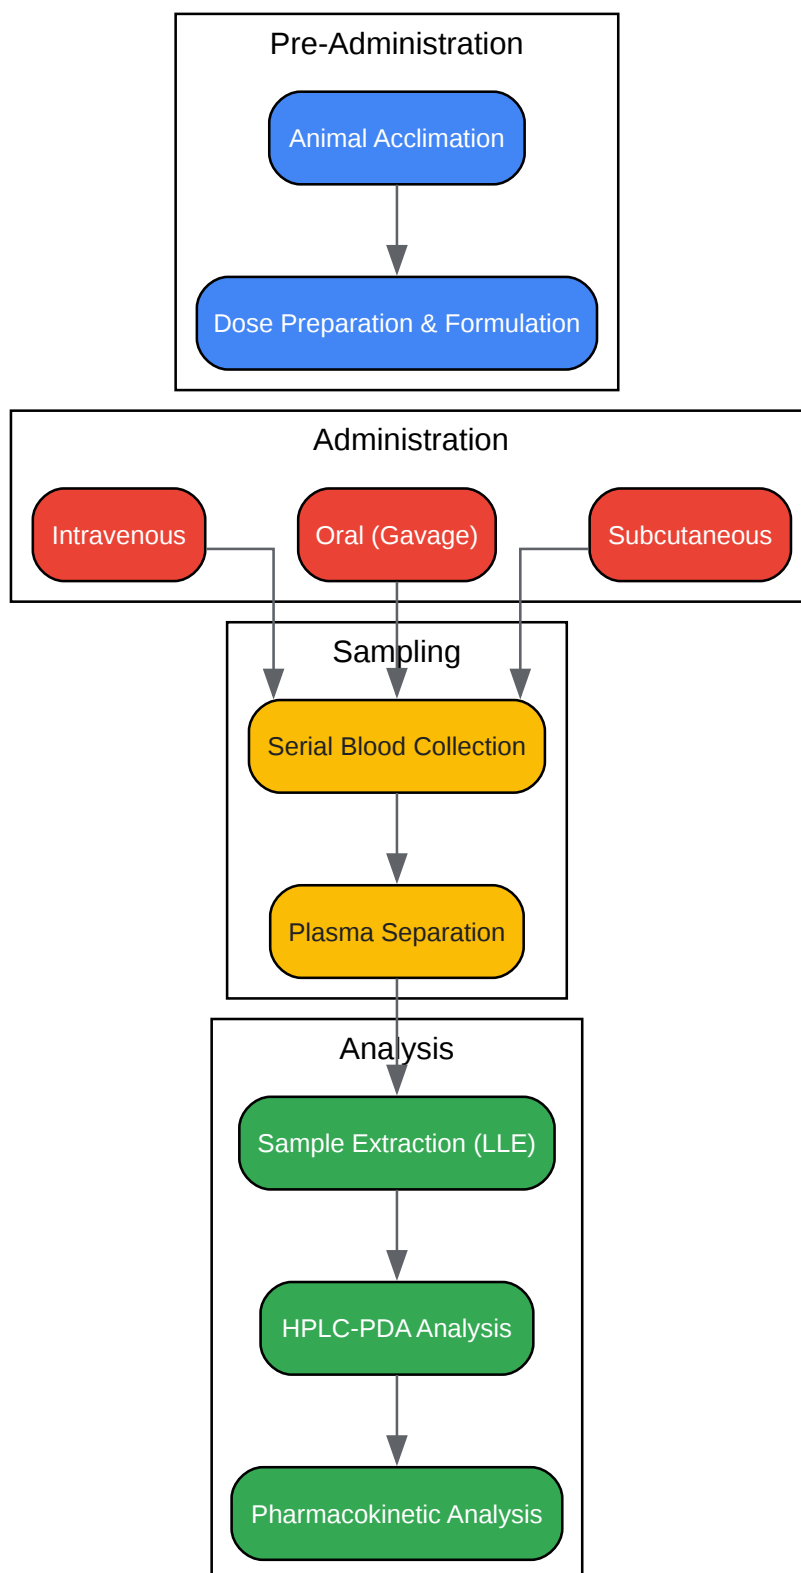 Pre-Administration
Animal Acclimation
Dose Preparation & Formulation
Administration
Intravenous
Oral (Gavage)
Subcutaneous
Sampling
Serial Blood Collection
Plasma Separation
Analysis
Sample Extraction (LLE)
HPLC-PDA Analysis
Pharmacokinetic Analysis